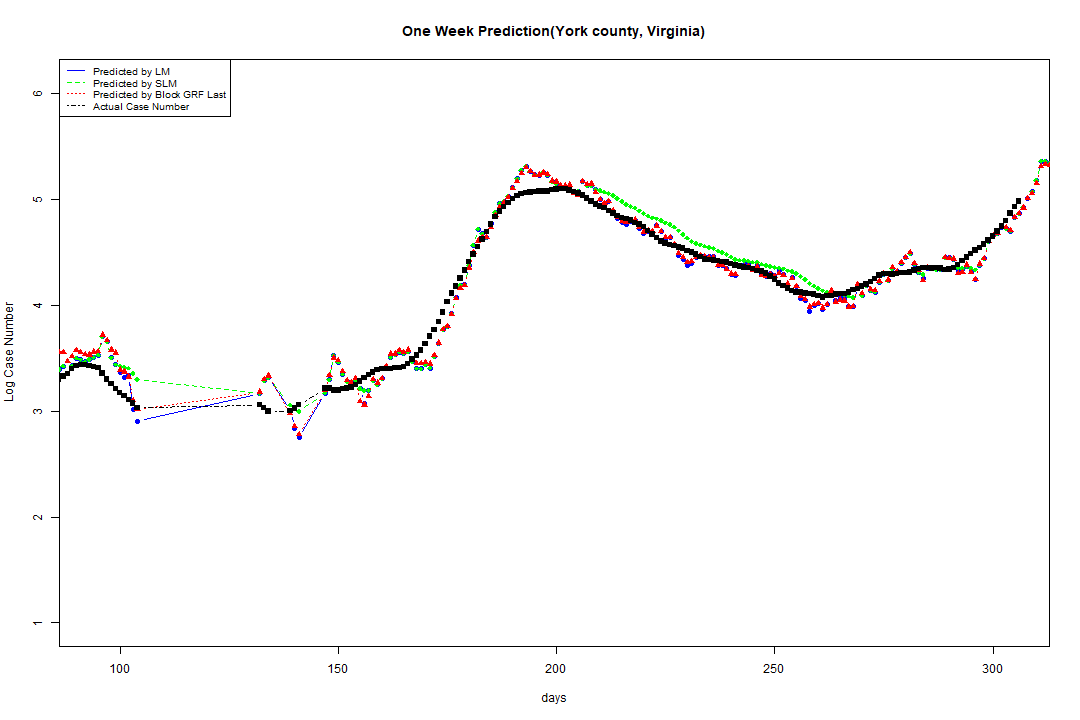 One Week Prediction(York county, Virginia)
Predicted by LM
Predicted by SLM
Predicted by Block GRF Last
Actual Case Number
6
5
4
3
2
1
Log Case Number
100 150 200 250 300
days